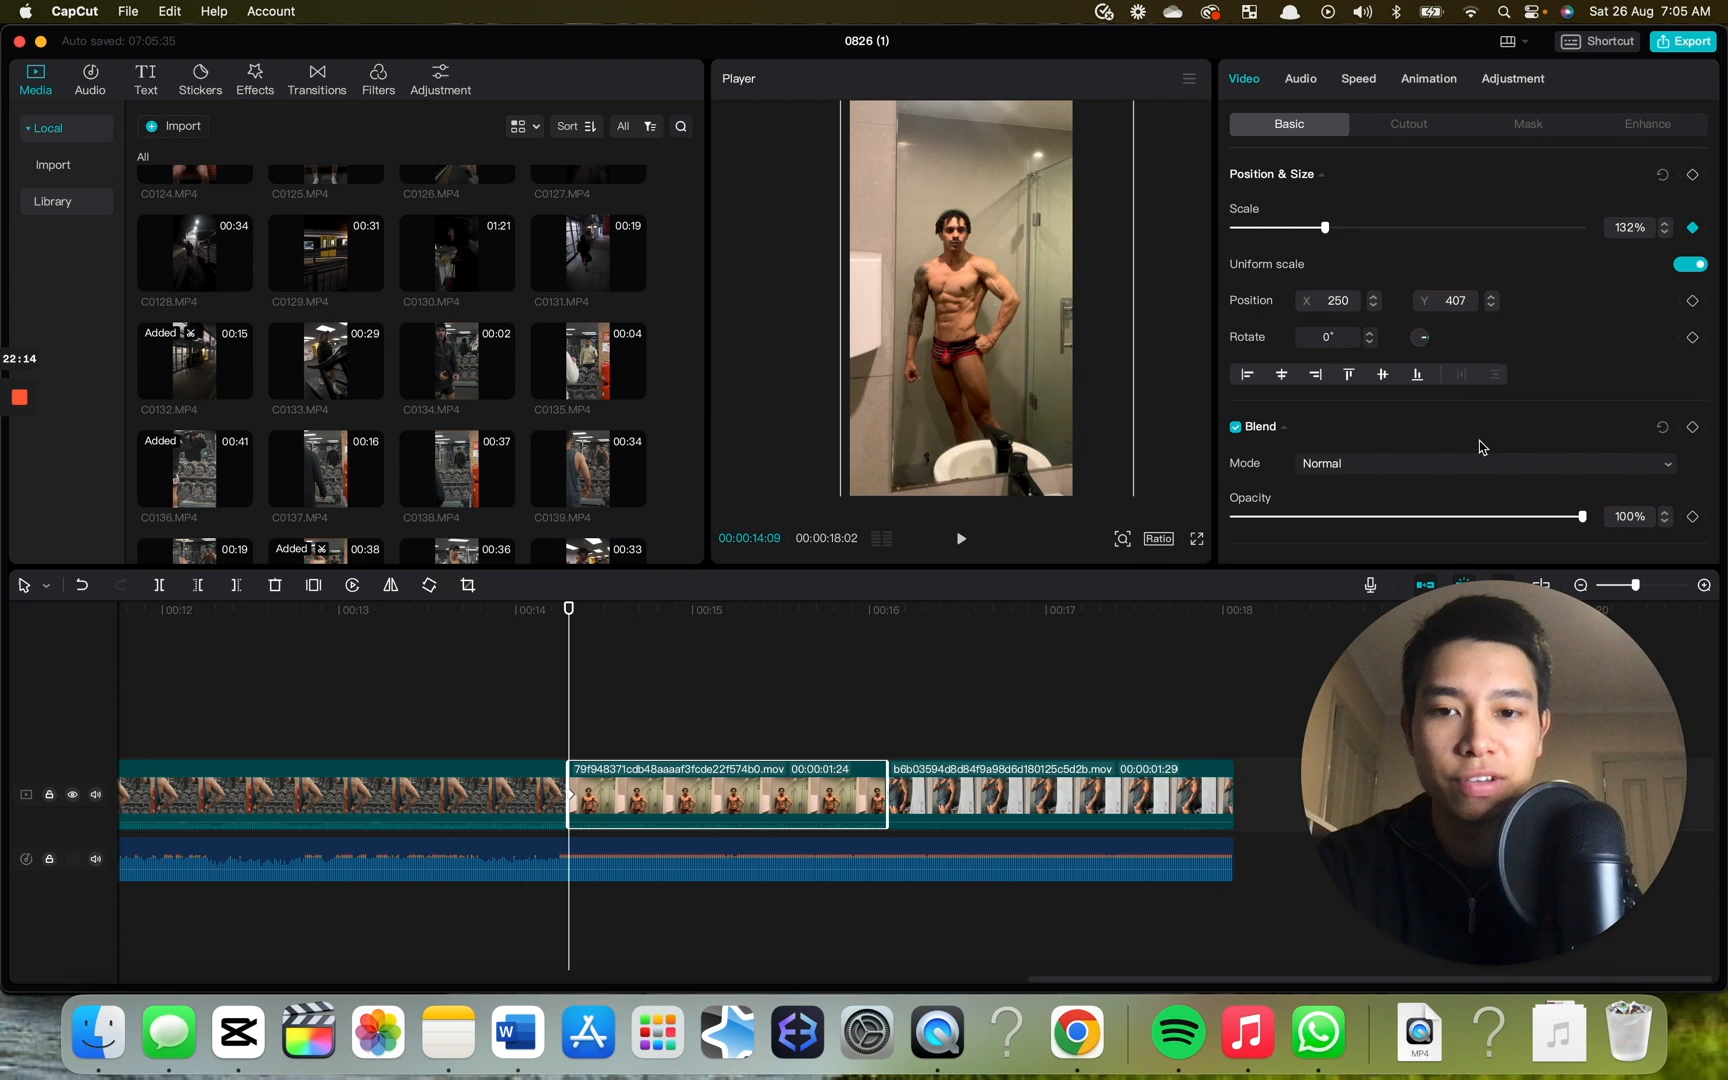 CapCut File Edit Help Account
Sat 26 Aug 7:05 AM
Auto saved: 07:05:35
0826 (1)
Shortcut
Export
Media
Audio
Text
Stickers
Effects
Transitions
Filters
Adjustment
Player
Video
Audio
Speed
Animation
Adjustment
Local
Import
Library
Import
Sort
All
All
C0124.MP4
C0125.MP4
C0126.MP4
C0127.MP4
00:34
00:31
01:21
00:19
C0128.MP4
C0129.MP4
C0130.MP4
C0131.MP4
Added
00:15
00:29
00:02
00:04
C0132.MP4
C0133.MP4
C0134.MP4
C0135.MP4
Added
00:41
00:16
00:37
00:34
C0136.MP4
C0137.MP4
C0138.MP4
C0139.MP4
00:19
Added
00:38
00:36
00:33
22:14
00:00:14:09
00:00:18:02
Ratio
Basic
Cutout
Mask
Enhance
Position & Size
Scale
132%
Uniform scale
Position X 250 Y 407
Rotate 0°
Blend
Mode Normal
Opacity
100%
00:12
00:13
00:14
00:15
00:16
00:17
00:18
79f948371cdb48aaaaf3fcde22f574b0.mov 00:00:01:24
b6b03594d8d84f9a98d6d180125c5d2b.mov 00:00:01:29
W
?
MP4
?